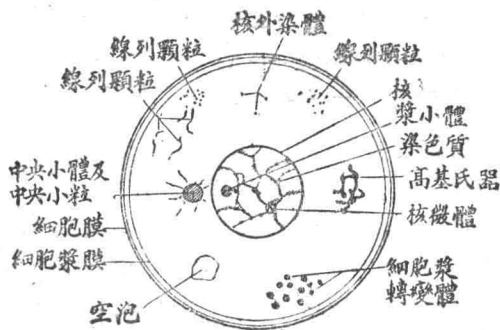 核外染體
線列顆粒
線列顆粒
線列顆粒
核
漿小體
染色質
中央小體及
中央小粒
高基氏器
核微體
細胞膜
細胞漿膜
細胞漿
轉變體
空泡